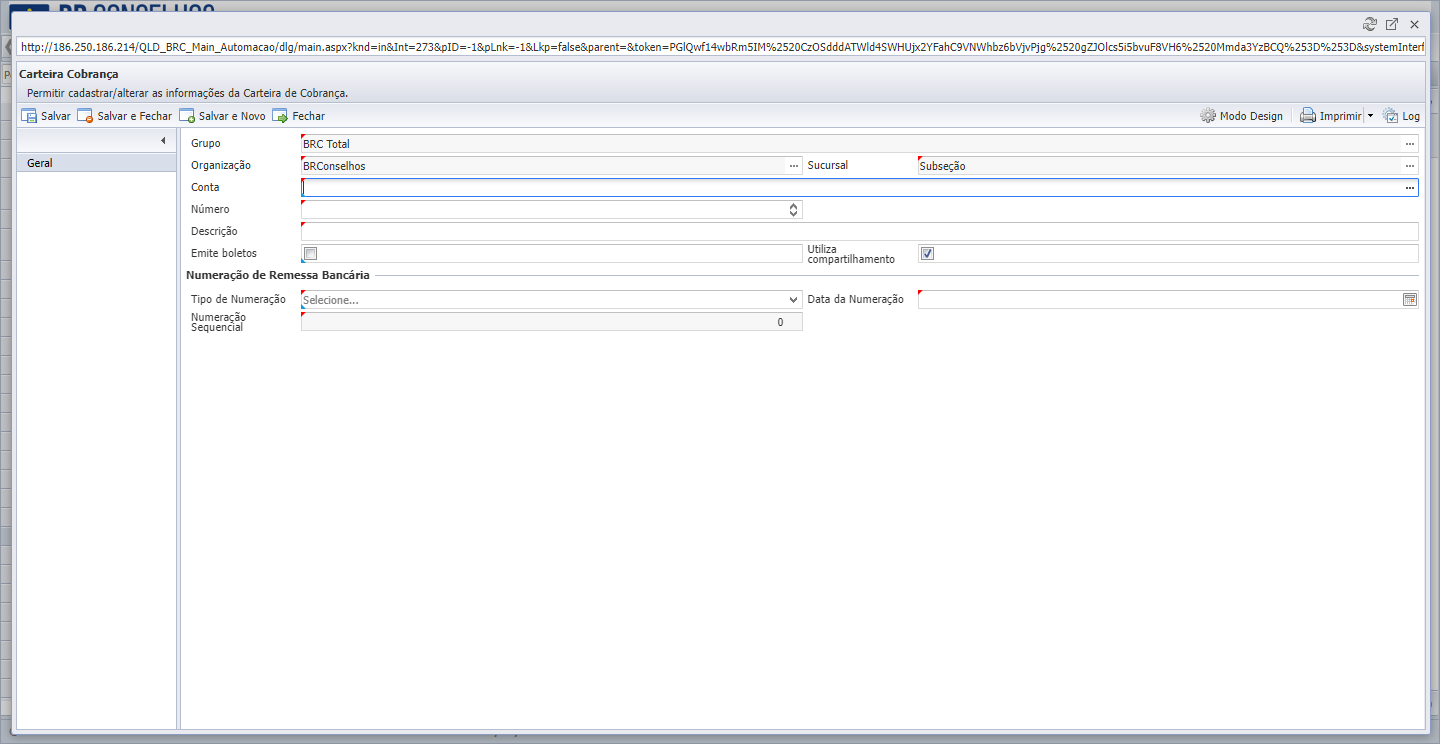 http://186.250.186.214/QLD_BRC_Main_Automacao/dlg/main.aspx?knd=in&Int=273&pID=-1&pLnk=-1&Lkp=false&parent=&token=PGlQwf14wbRm5IM%2520CzOSdddATWld4SWHUjx2YFahC9VNWhbz6bVjvPjg%2520gZJOlcs5i5bvuF8VH6%2520Mmda3YzBCQ%253D%253D&systemInterf
Carteira Cobrança
Permitir cadastrar/alterar as informações da Carteira de Cobrança.
Salvar Salvar e Fechar Salvar e Novo Fechar Modo Design Imprimir Log
Geral
Grupo BRC Total ...
Organização BRConselhos ... Sucursal Subseção ...
Conta ...
Número
Descrição
Emite boletos Utiliza compartilhamento
Numeração de Remessa Bancária
Tipo de Numeração Selecione... Data da Numeração
Numeração Sequencial 0